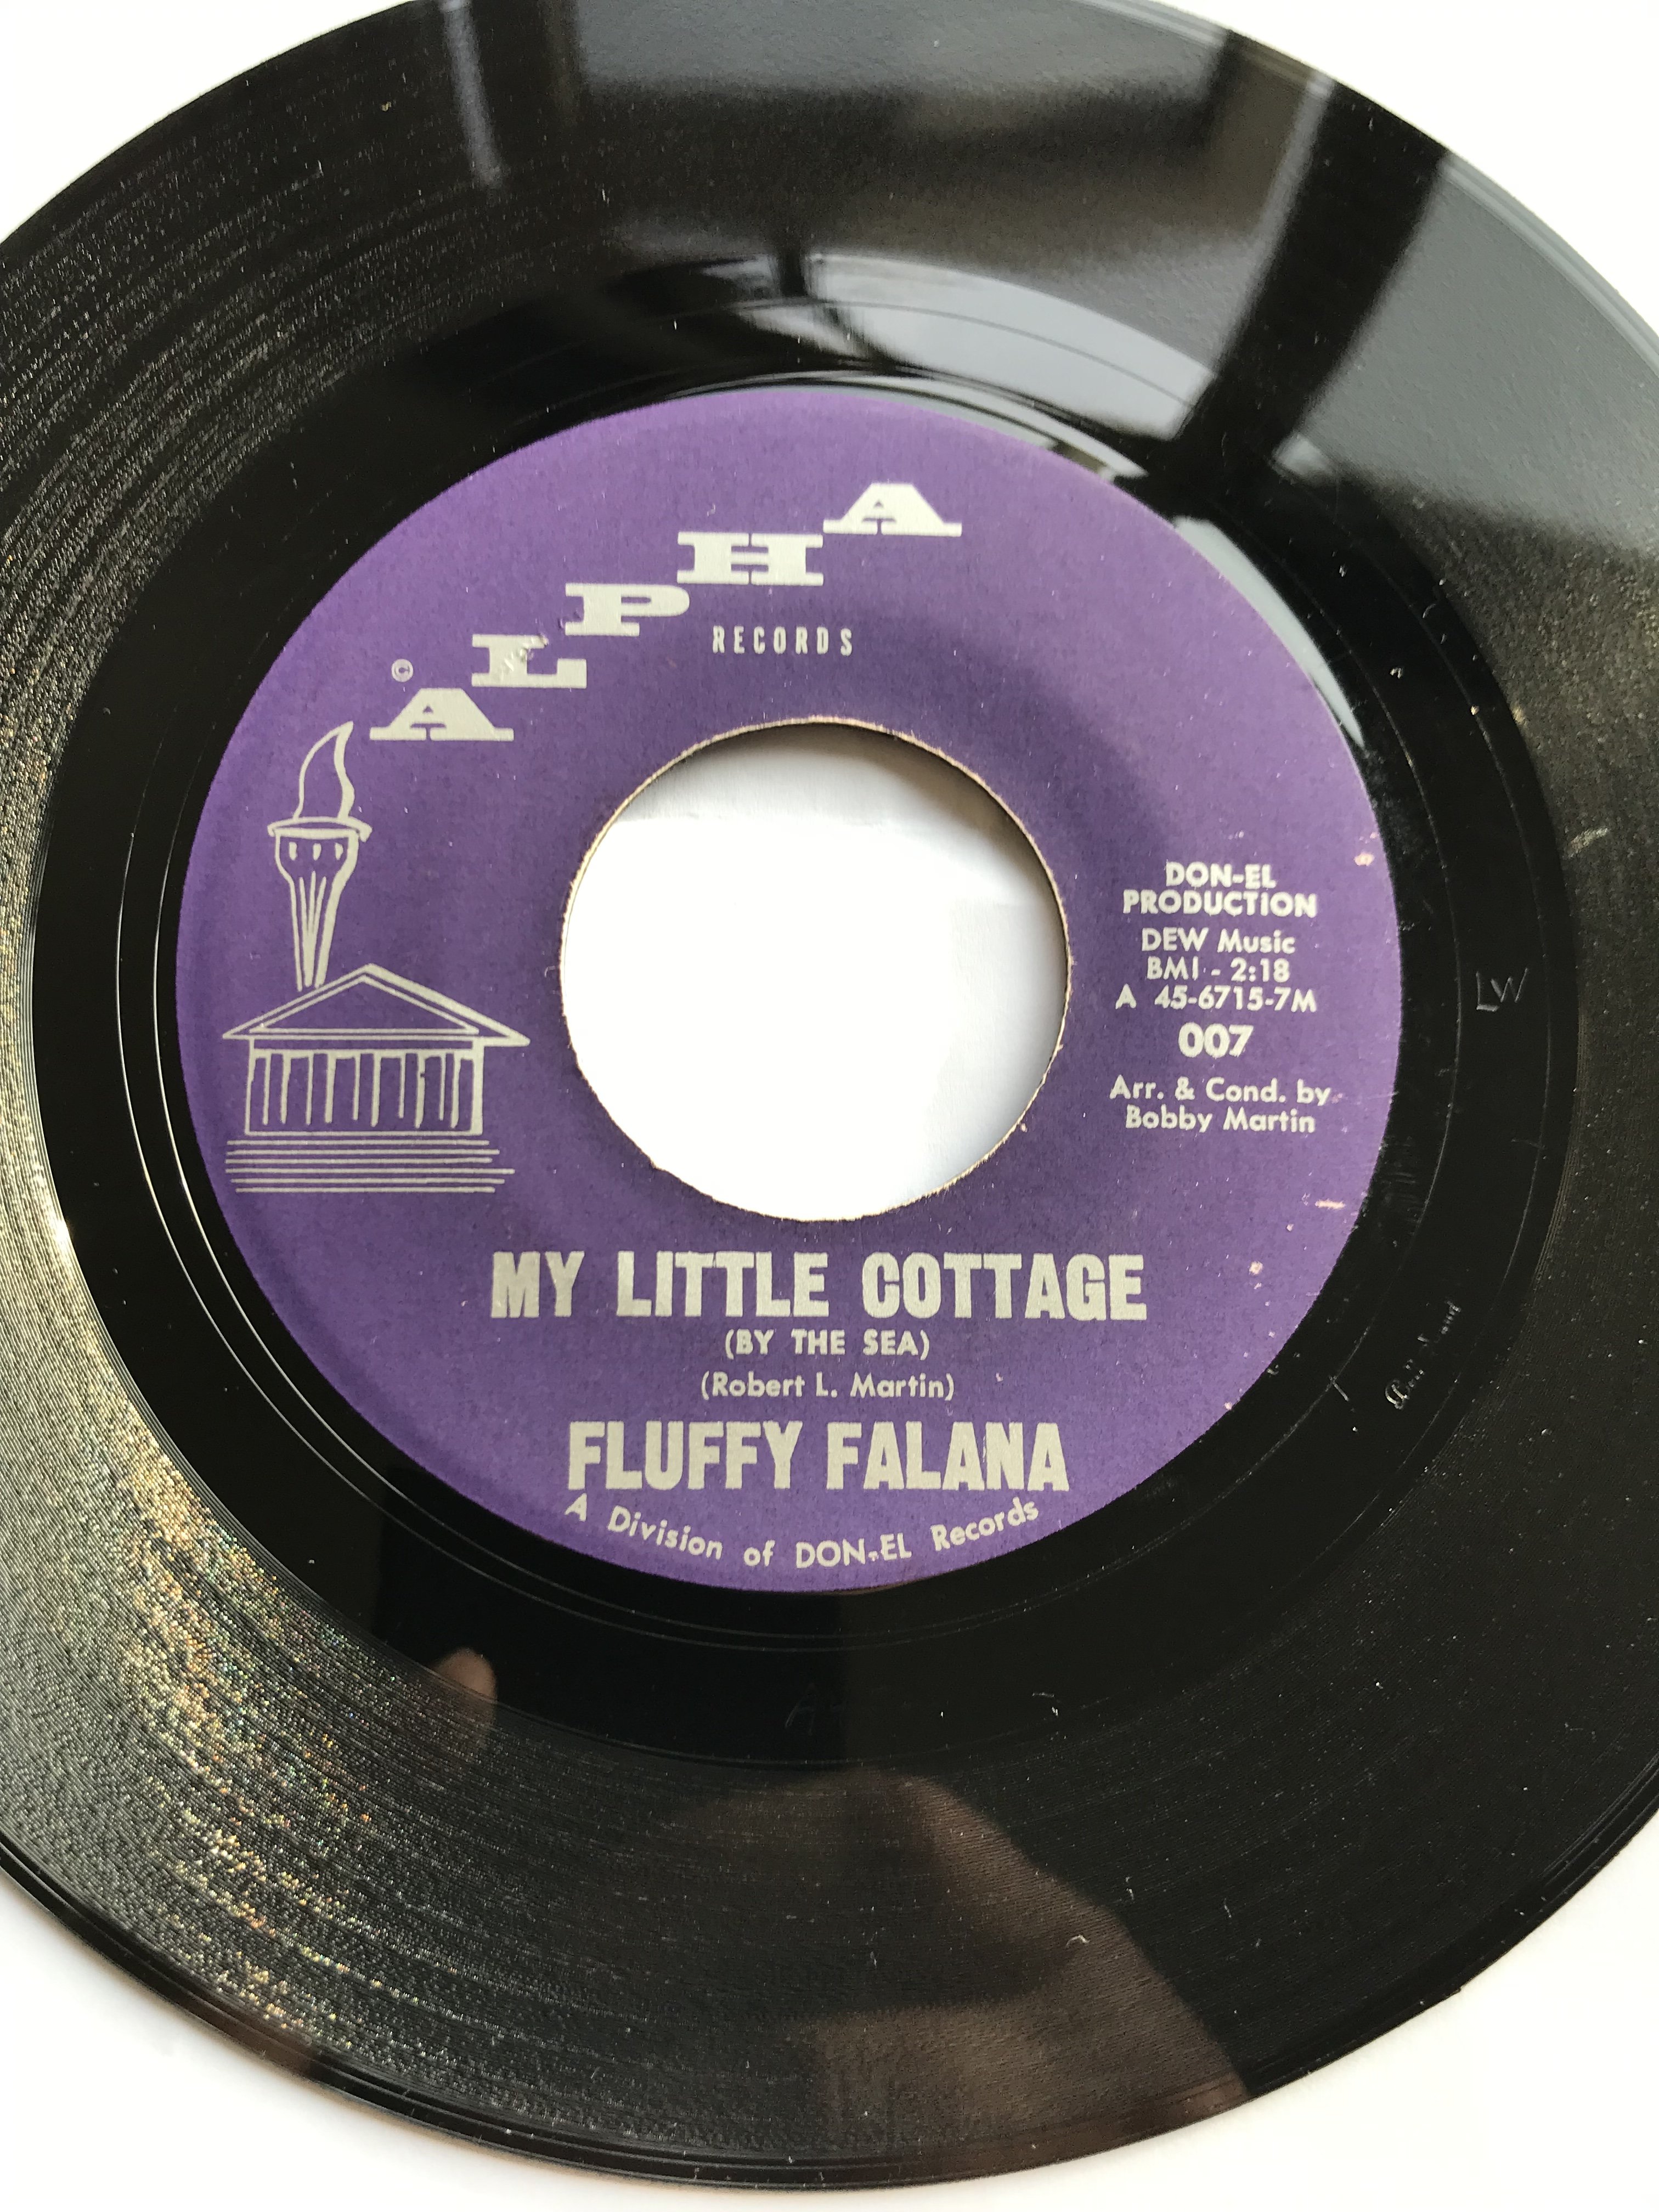 ALPHA
©
RECORDS
DON-EL
PRODUCTION
DEW Music
BMI - 2:18
A 45-6715-7M
007
Arr. & Cond. by
Bobby Martin
LW
MY LITTLE COTTAGE
(BY THE SEA)
(Robert L. Martin)
FLUFFY FALANA
A Division of DON-EL Records